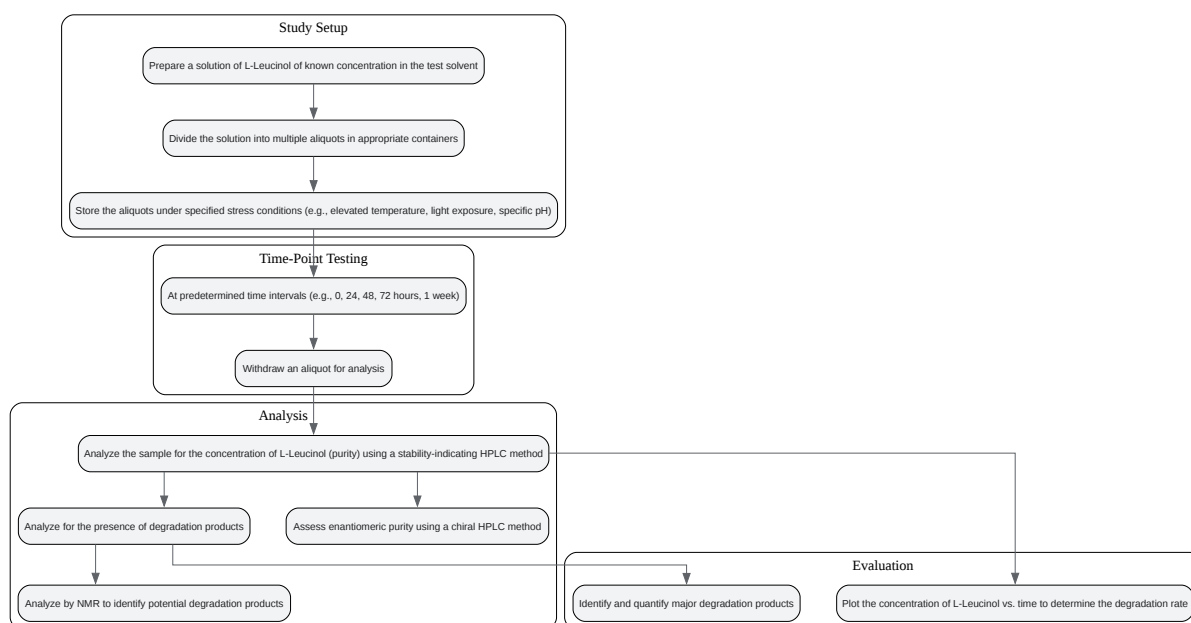 Study Setup
Prepare a solution of L-Leucinol of known concentration in the test solvent
Divide the solution into multiple aliquots in appropriate containers
Store the aliquots under specified stress conditions (e.g., elevated temperature, light exposure, specific pH)
Time-Point Testing
At predetermined time intervals (e.g., 0, 24, 48, 72 hours, 1 week)
Withdraw an aliquot for analysis
Analysis
Analyze the sample for the concentration of L-Leucinol (purity) using a stability-indicating HPLC method
Analyze for the presence of degradation products
Assess enantiomeric purity using a chiral HPLC method
Analyze by NMR to identify potential degradation products
Evaluation
Identify and quantify major degradation products
Plot the concentration of L-Leucinol vs. time to determine the degradation rate